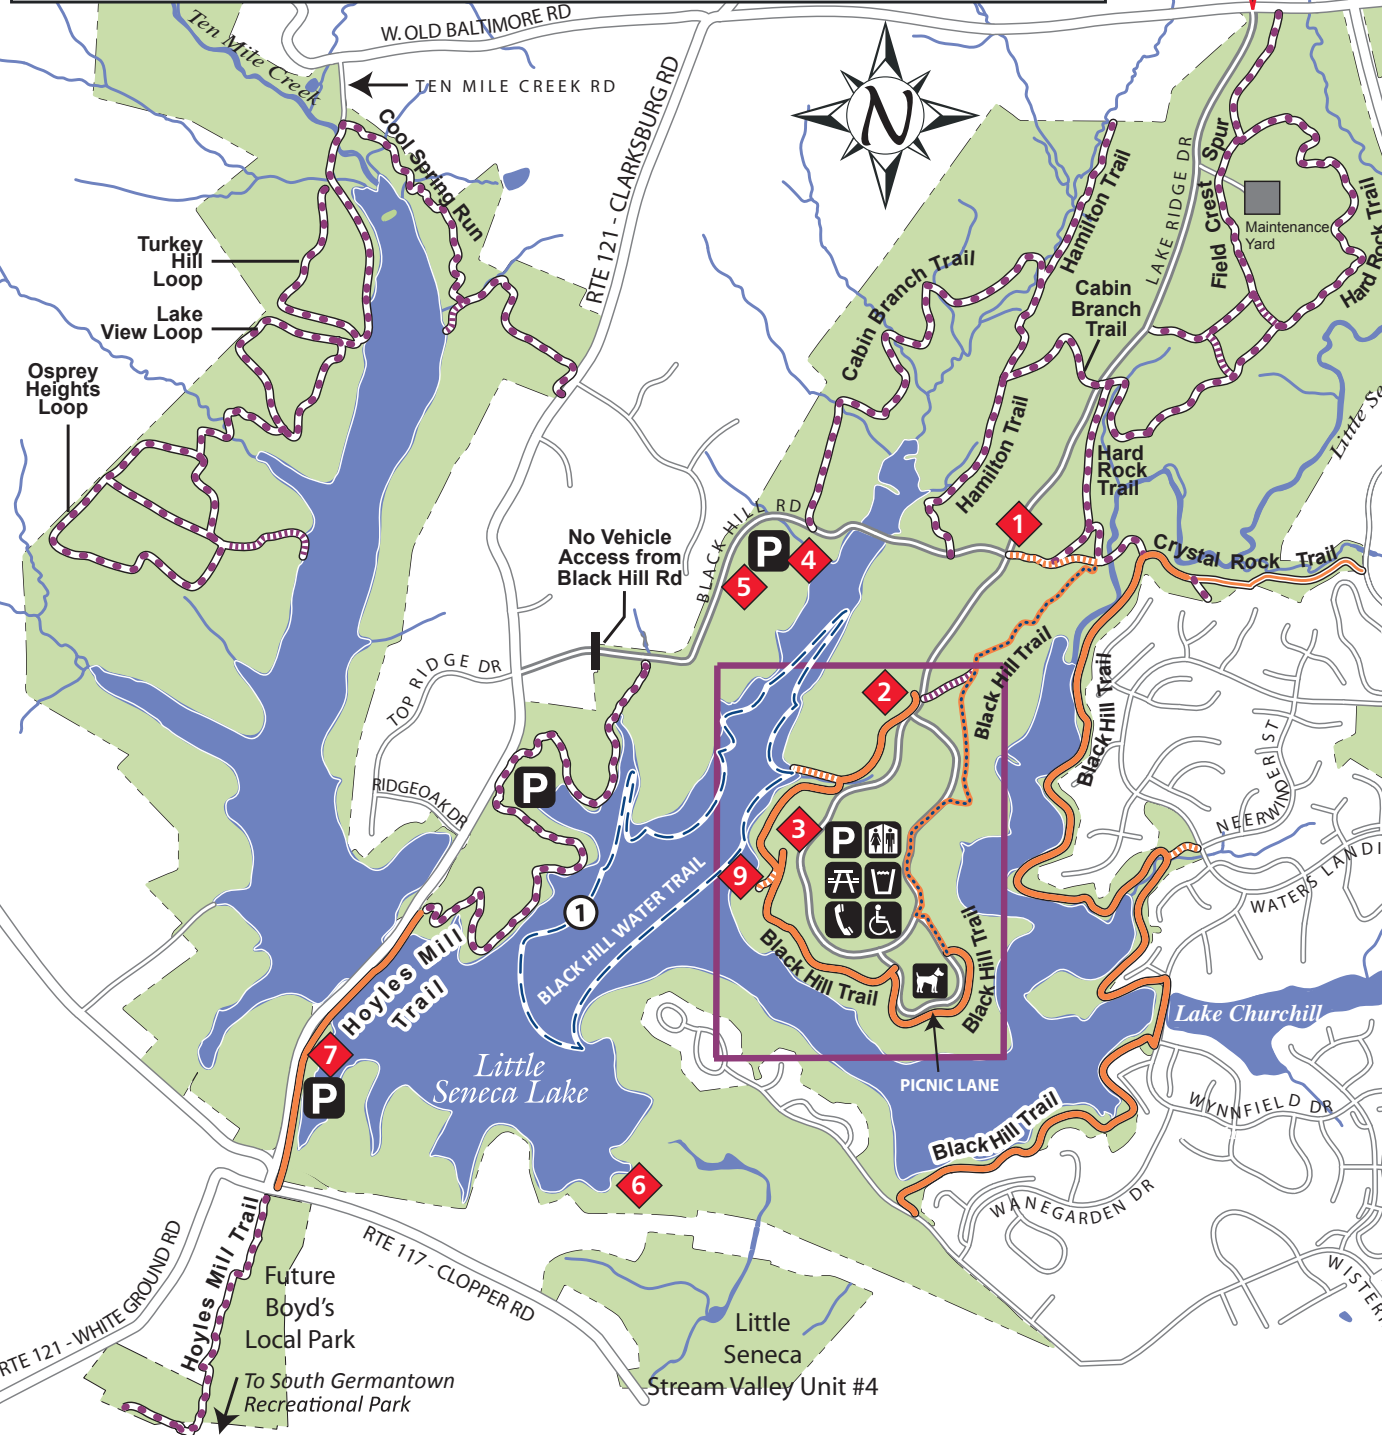 W. OLD BALTIMORE RD
Ten Mile Creek
TEN MILE CREEK RD
Cool Spring Run
RTE 121 - CLARKSBURG RD
N
Hamilton Trail
LAKE RIDGE DR
Field Crest Spur
Maintenance
Yard
Hard Rock Trail
Turkey
Hill
Loop
Lake
View Loop
Osprey
Heights
Loop
Cabin Branch Trail
Cabin
Branch
Trail
Hamilton Trail
Hard
Rock
Trail
BLACK HILL RD
No Vehicle
Access from
Black Hill Rd
P
4
5
1
Crystal Rock Trail
TOP RIDGE DR
RIDGEOAK DR
2
Black Hill Trail
Black Hill Trail
Black Hill Trail
NEERWINDER ST
WATERS LANDI
P
3
P
9
1
BLACK HILL WATER TRAIL
Black Hill Trail
Black Hill Trail
PICNIC LANE
Lake Churchill
Hoyles Mill
Trail
7
P
Little
Seneca Lake
Black Hill Trail
WYNNFIELD DR
WANEGARDEN DR
WISTERI
6
RTE 117 - CLOPPER RD
RTE 121 - WHITE GROUND RD
Hoyles Mill Trail
Future
Boyd's
Local Park
To South Germantown
Recreational Park
Little
Seneca
Stream Valley Unit #4